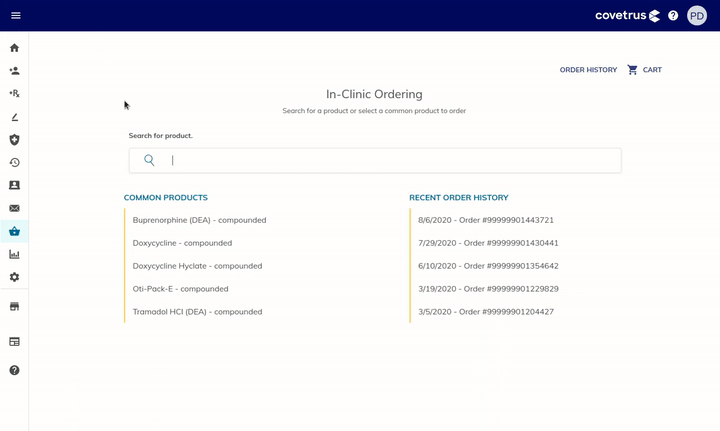 covetrus
PD
ORDER HISTORY
CART
In-Clinic Ordering
Search for a product or select a common product to order
Search for product.
COMMON PRODUCTS
Buprenorphine (DEA) - compounded
Doxycycline - compounded
Doxycycline Hyclate - compounded
Oti-Pack-E - compounded
Tramadol HCl (DEA) - compounded
RECENT ORDER HISTORY
8/6/2020 - Order #99999901443721
7/29/2020 - Order #99999901430441
6/10/2020 - Order #99999901354642
3/19/2020 - Order #99999901229829
3/5/2020 - Order #99999901204427